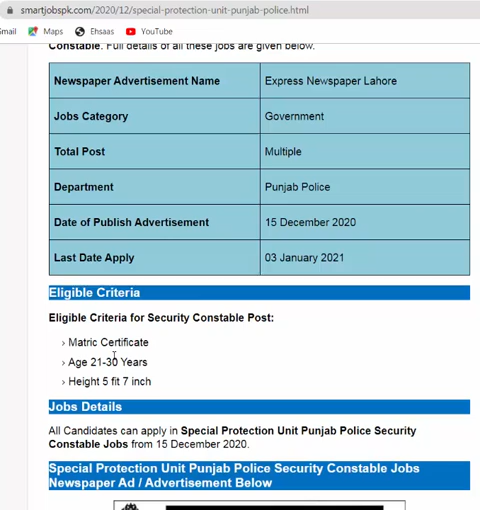 smartjobspk.com/2020/12/special-protection-unit-punjab-police.html
Gmail Maps Ehsaas YouTube
Constable. Full details of all these jobs are given below.
Newspaper Advertisement Name Express Newspaper Lahore
Jobs Category Government
Total Post Multiple
Department Punjab Police
Date of Publish Advertisement 15 December 2020
Last Date Apply 03 January 2021
Eligible Criteria
Eligible Criteria for Security Constable Post:
› Matric Certificate
› Age 21-30 Years
› Height 5 fit 7 inch
Jobs Details
All Candidates can apply in Special Protection Unit Punjab Police Security
Constable Jobs from 15 December 2020.
Special Protection Unit Punjab Police Security Constable Jobs
Newspaper Ad / Advertisement Below